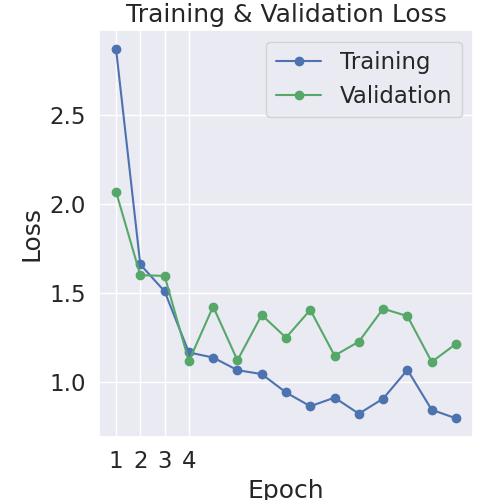 Training & Validation Loss
Training
Validation
Loss
2.5
2.0
1.5
1.0
1 2 3 4
Epoch